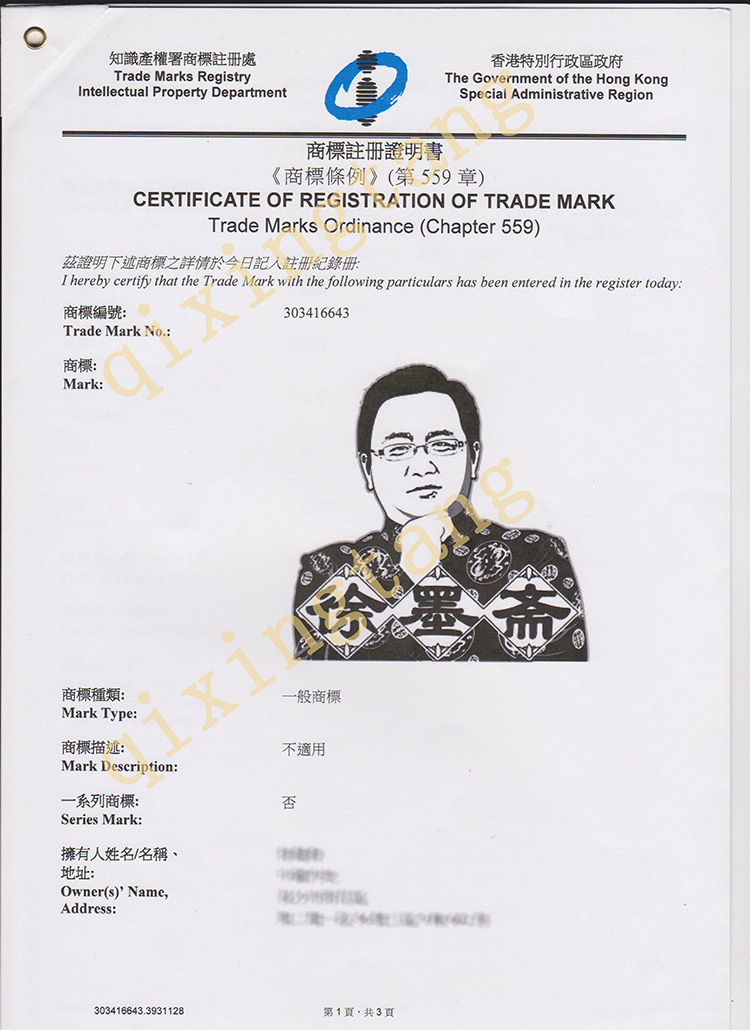 知識產權署商標註冊處
Trade Marks Registry
Intellectual Property Department
香港特別行政區政府
The Government of the Hong Kong
Special Administrative Region
商標註冊證明書
《商標條例》(第 559 章)
CERTIFICATE OF REGISTRATION OF TRADE MARK
Trade Marks Ordinance (Chapter 559)
茲證明下述商標之詳情於今日記入註冊紀錄冊:
I hereby certify that the Trade Mark with the following particulars has been entered in the register today:
商標編號:
Trade Mark No.:
303416643
商標:
Mark:
徐墨斋
商標種類:
Mark Type:
一般商標
商標描述:
Mark Description:
不適用
一系列商標:
Series Mark:
否
擁有人姓名/名稱、
地址:
Owner(s)' Name,
Address:
303416643.3931128
第 1 頁，共 3 頁
qixingtang
qixingtang